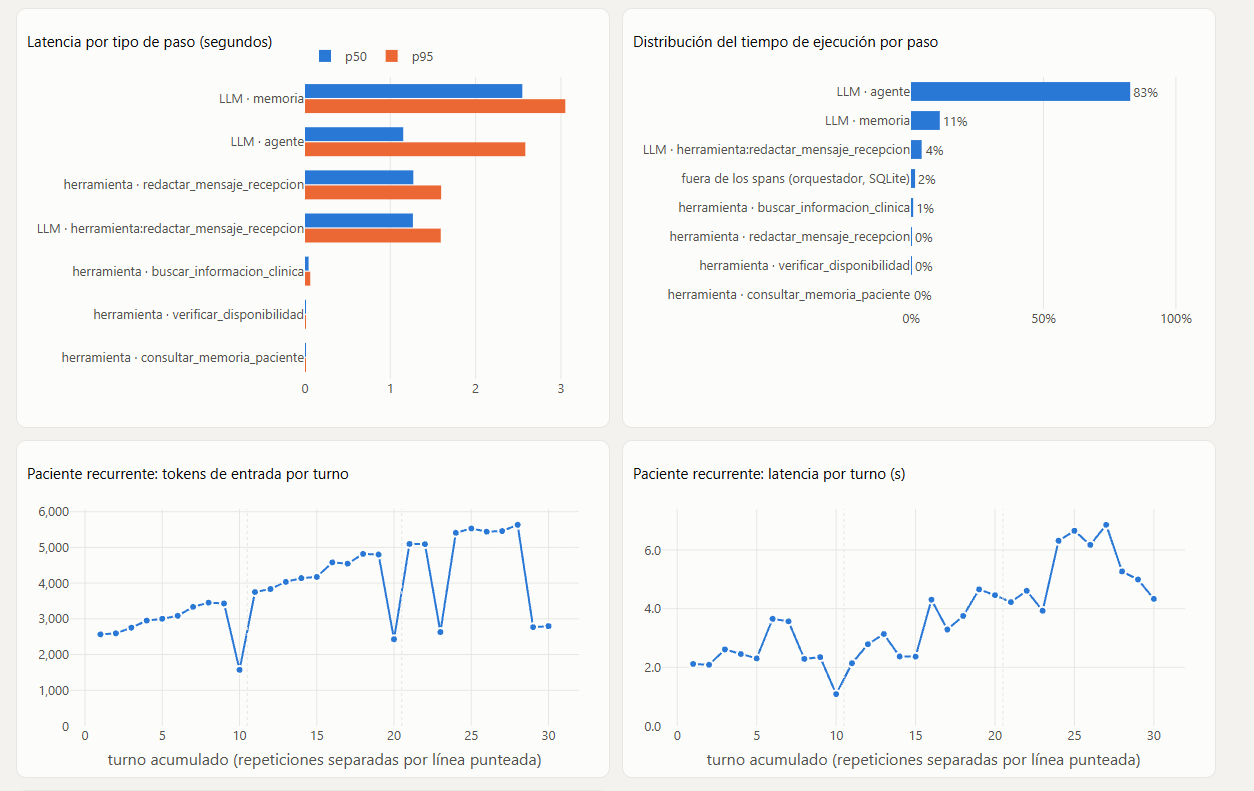 Latencia por tipo de paso (segundos)
p50 p95
LLM · memoria
LLM · agente
herramienta · redactar_mensaje_recepcion
LLM · herramienta:redactar_mensaje_recepcion
herramienta · buscar_informacion_clinica
herramienta · verificar_disponibilidad
herramienta · consultar_memoria_paciente
0 1 2 3
Distribución del tiempo de ejecución por paso
LLM · agente 83%
LLM · memoria 11%
LLM · herramienta:redactar_mensaje_recepcion 4%
fuera de los spans (orquestador, SQLite) 2%
herramienta · buscar_informacion_clinica 1%
herramienta · redactar_mensaje_recepcion 0%
herramienta · verificar_disponibilidad 0%
herramienta · consultar_memoria_paciente 0%
0% 50% 100%
Paciente recurrente: tokens de entrada por turno
6,000
5,000
4,000
3,000
2,000
1,000
0
0 5 10 15 20 25 30
turno acumulado (repeticiones separadas por línea punteada)
Paciente recurrente: latencia por turno (s)
6.0
4.0
2.0
0.0
0 5 10 15 20 25 30
turno acumulado (repeticiones separadas por línea punteada)